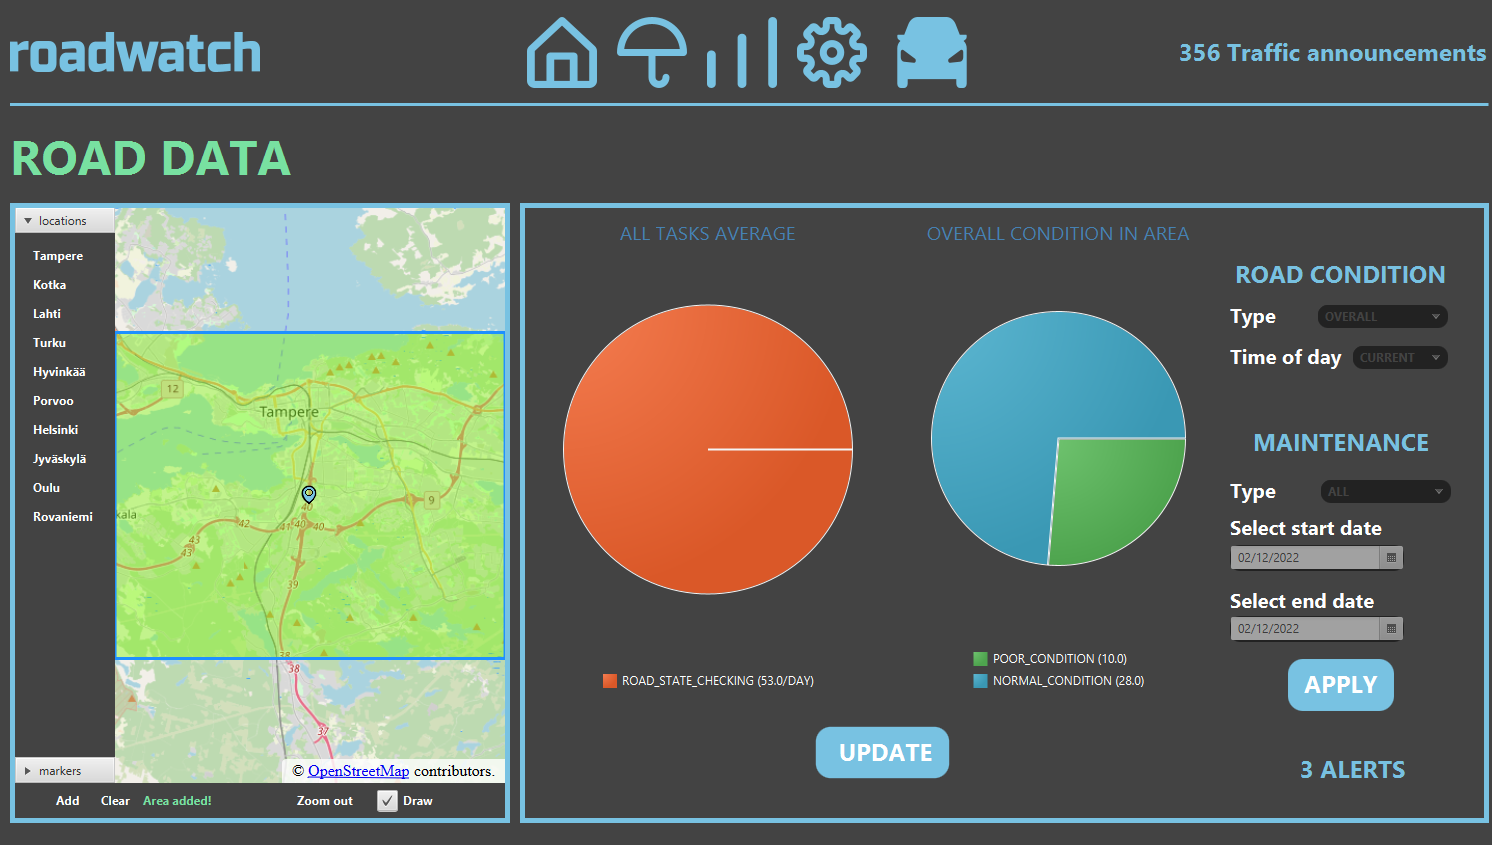 roadwatch
356 Traffic announcements
ROAD DATA
locations
Tampere
Kotka
Lahti
Turku
Hyvinkää
Porvoo
Helsinki
Jyväskylä
Oulu
Rovaniemi
markers
12
Tampere
9
kala
40
42
41-40
40
43
43
39
38
38
37
© OpenStreetMap contributors.
Add Clear Area added! Zoom out Draw
ALL TASKS AVERAGE
ROAD_STATE_CHECKING (53.0/DAY)
OVERALL CONDITION IN AREA
POOR_CONDITION (10.0)
NORMAL_CONDITION (28.0)
UPDATE
ROAD CONDITION
Type OVERALL
Time of day CURRENT
MAINTENANCE
Type ALL
Select start date
02/12/2022
Select end date
02/12/2022
APPLY
3 ALERTS